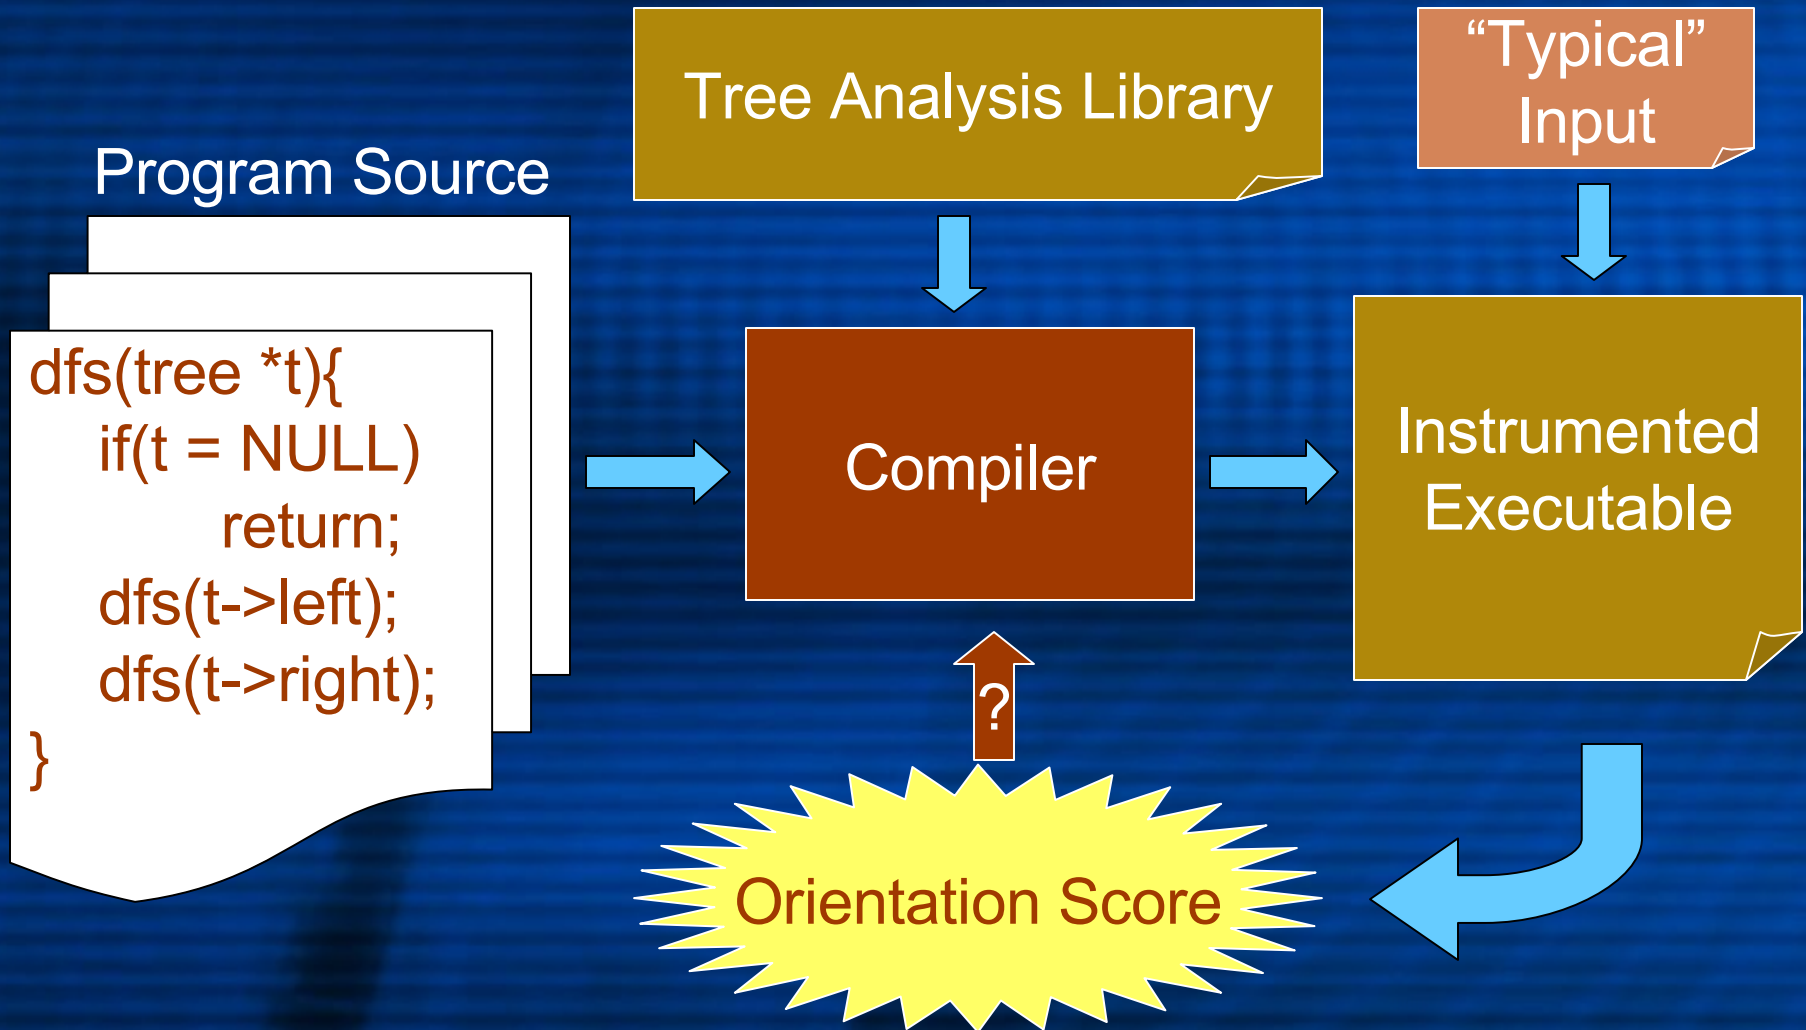 Program Source
dfs(tree *t){
if(t = NULL)
return;
dfs(t->left);
dfs(t->right);
}
Tree Analysis Library
“Typical”
Input
Compiler
Instrumented
Executable
?
Orientation Score